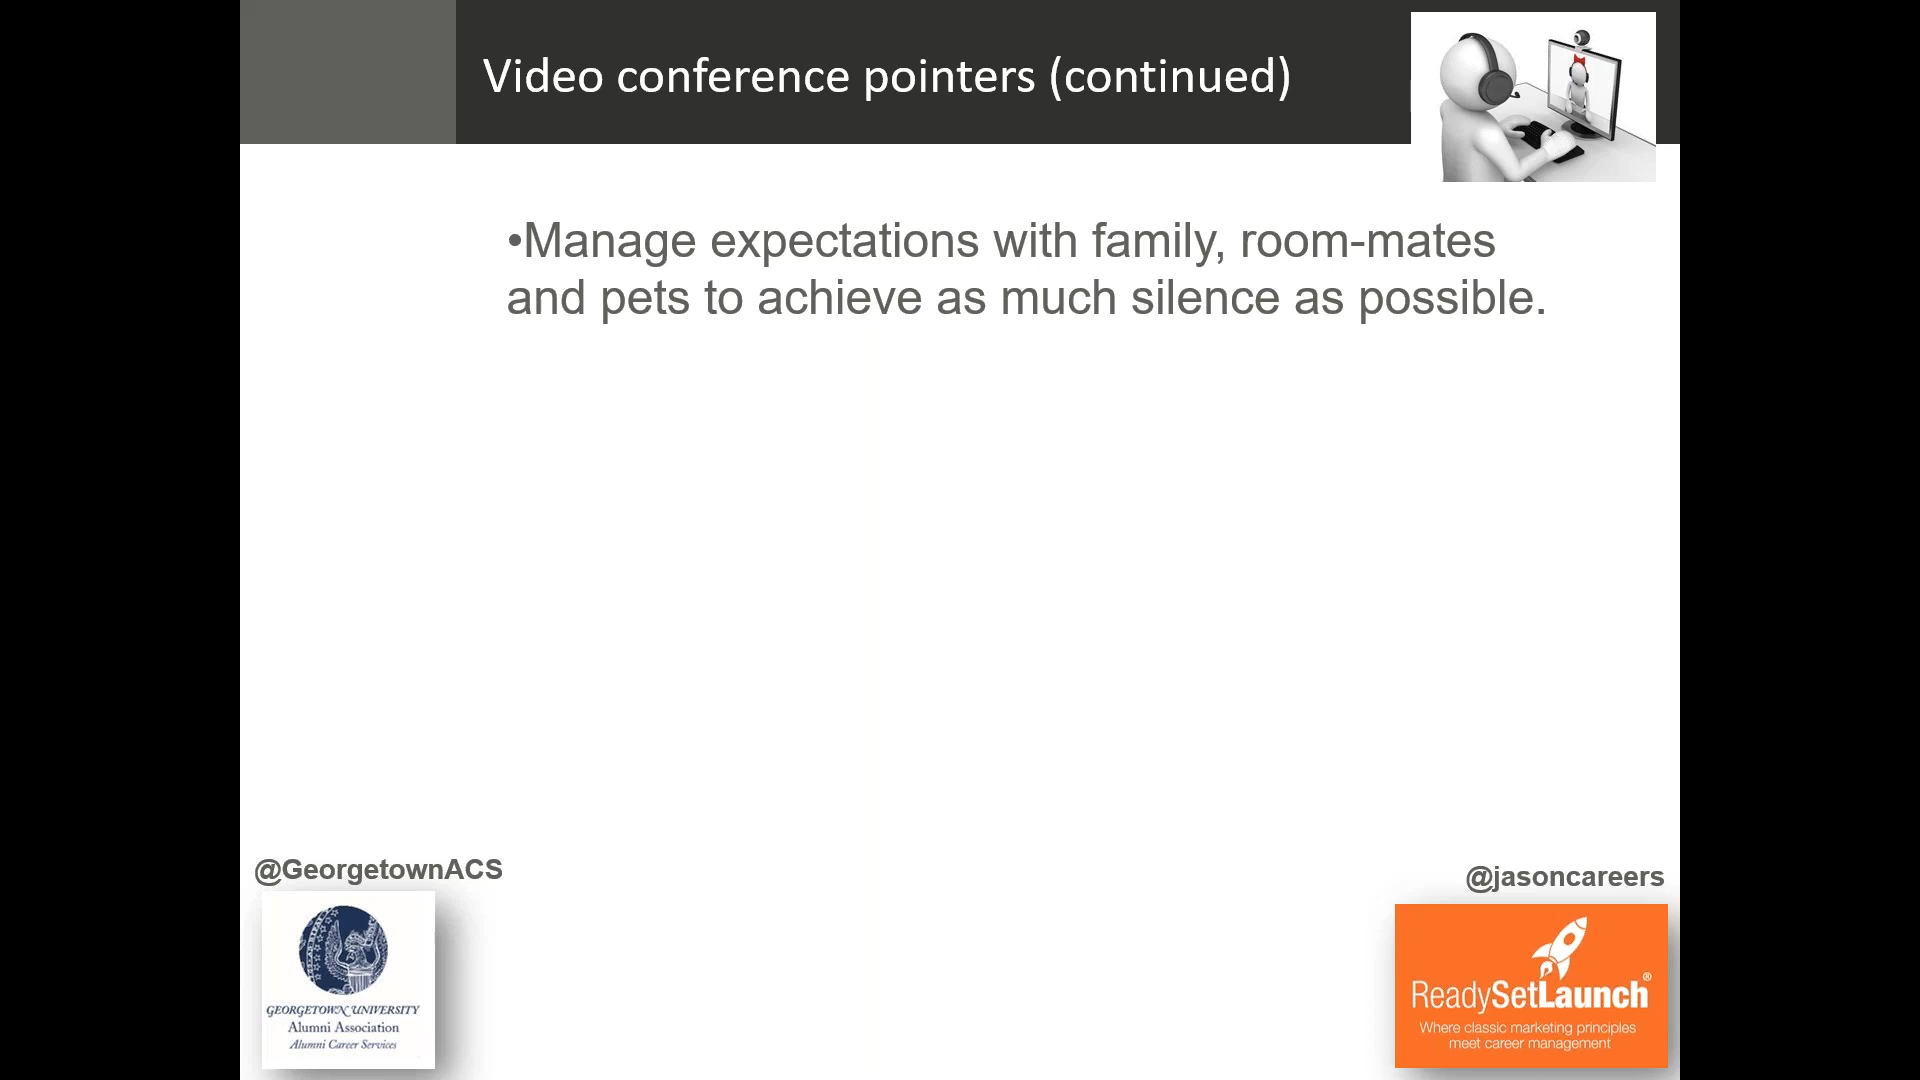 Video conference pointers (continued)
•Manage expectations with family, room-mates
and pets to achieve as much silence as possible.
@GeorgetownACS
GEORGETOWN UNIVERSITY
Alumni Association
Alumni Career Services
@jasoncareers
ReadySetLaunch®
Where classic marketing principles
meet career management